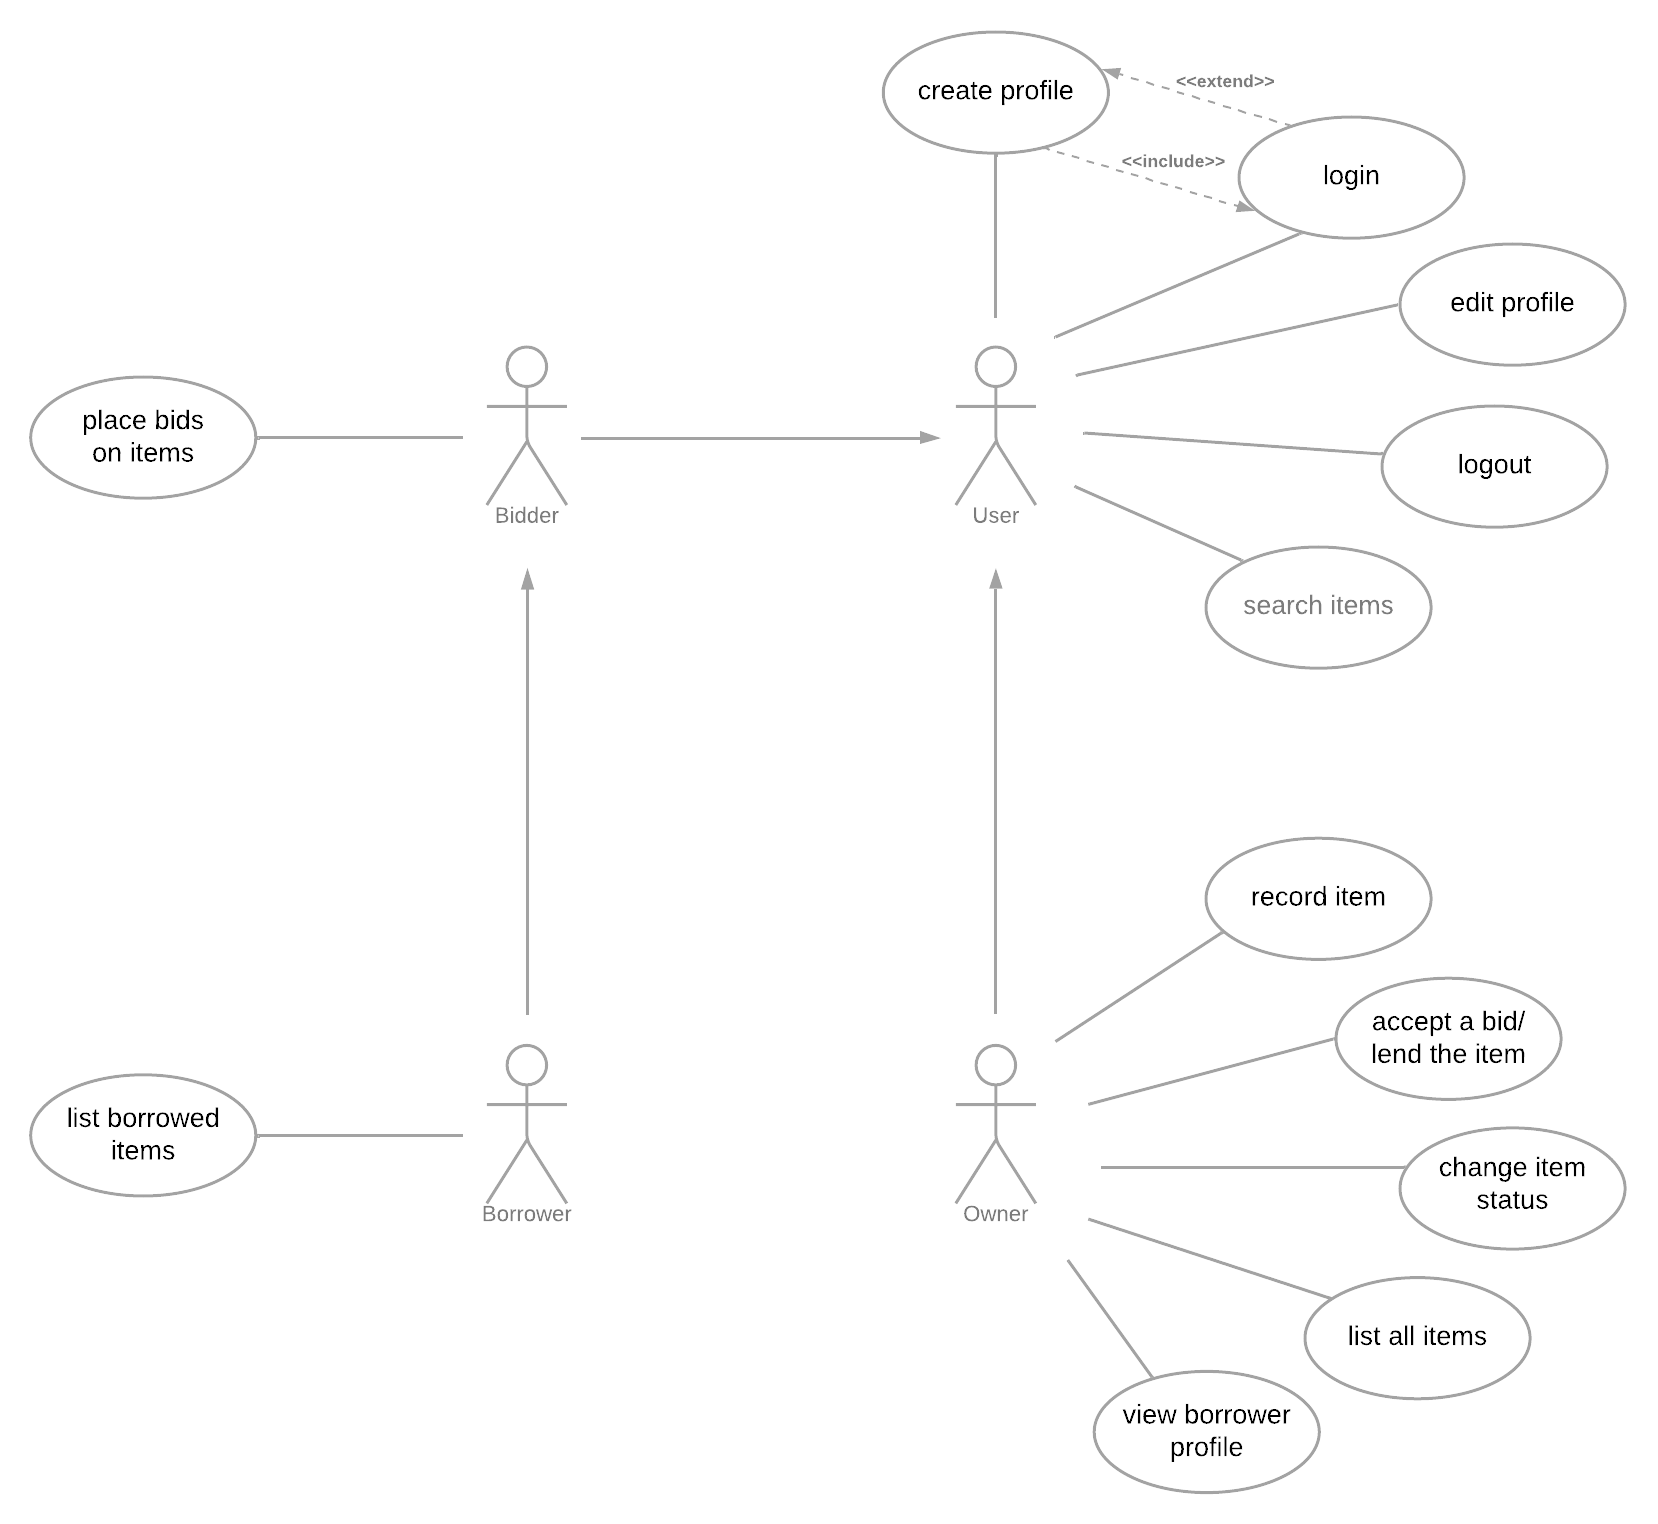 create profile
<<extend>>
<<include>>
login
edit profile
place bids
on items
logout
Bidder
User
search items
record item
accept a bid/
lend the item
list borrowed
items
change item
status
Borrower
Owner
list all items
view borrower
profile